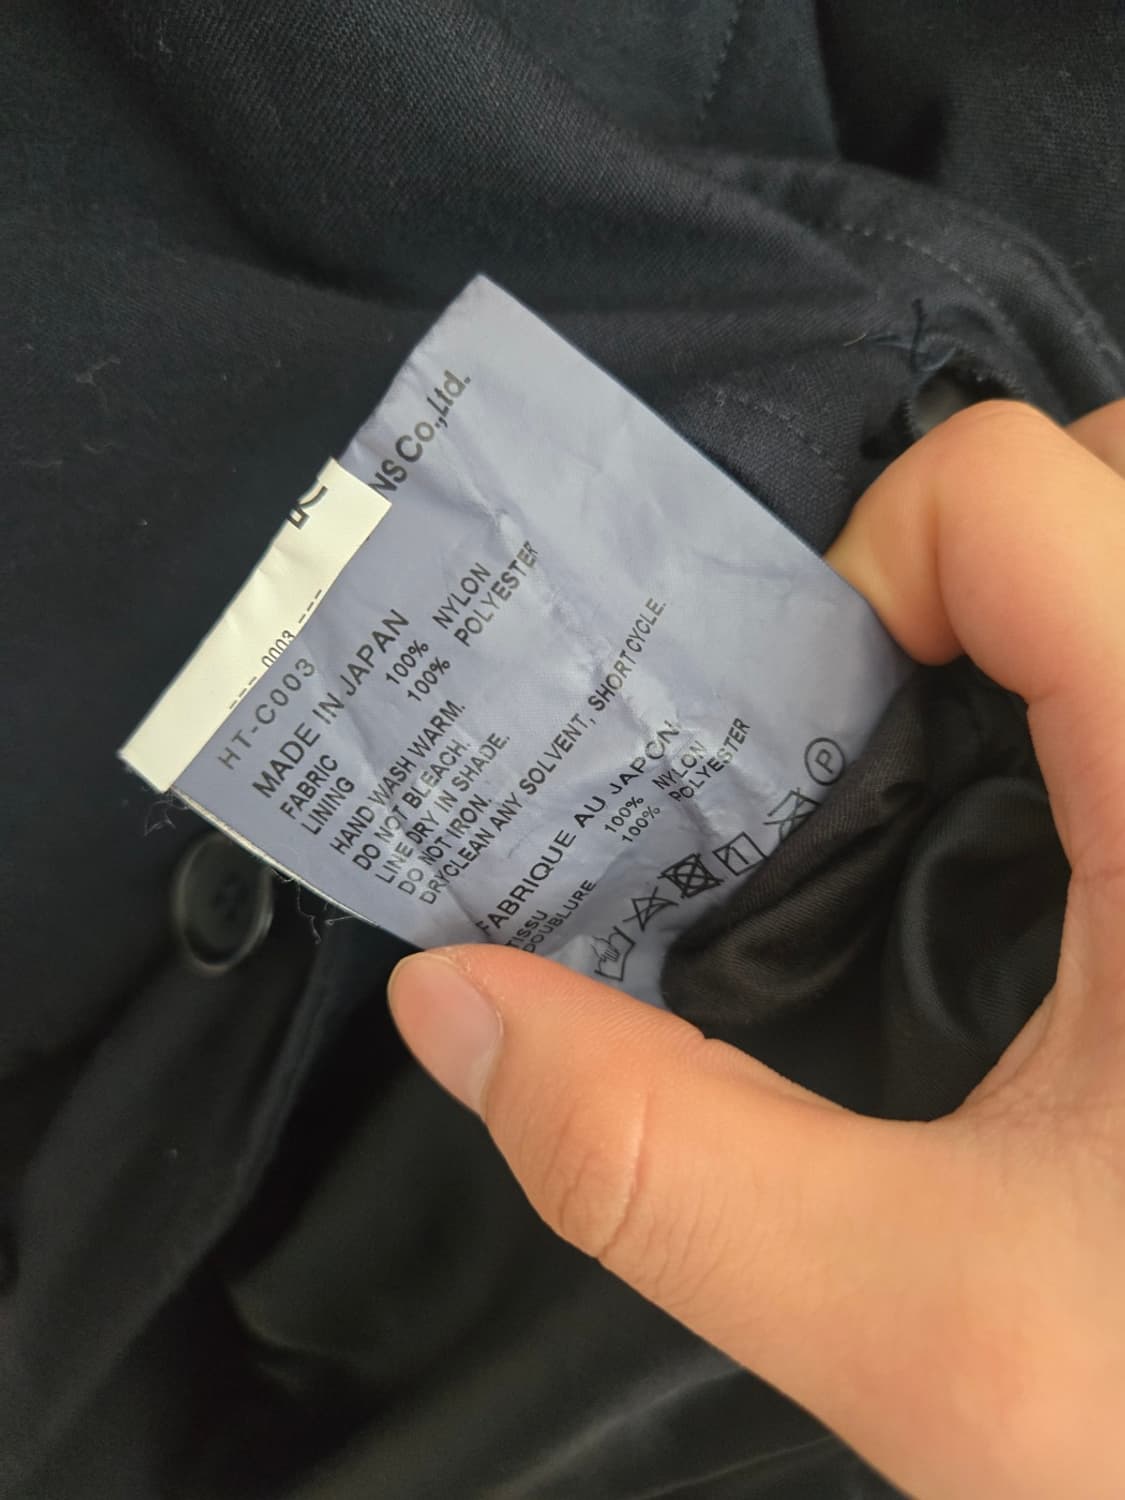 NS Co.,Ltd.
--- 0003 ---
HT-C003
MADE IN JAPAN
FABRIC 100% NYLON
LINING 100% POLYESTER
HAND WASH WARM.
DO NOT BLEACH.
LINE DRY IN SHADE.
DO NOT IRON.
DRYCLEAN ANY SOLVENT, SHORT CYCLE.
FABRIQUE AU JAPON.
TISSU 100% NYLON
DOUBLURE 100% POLYESTER
1
P